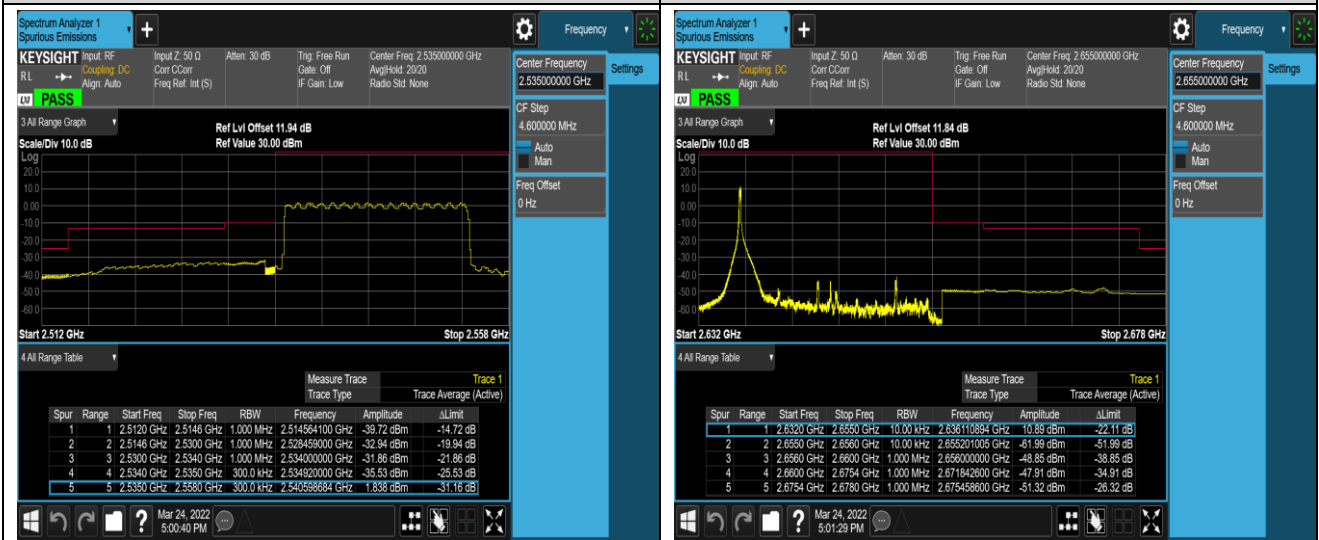 Spectrum Analyzer 1
Spurious Emissions
+
Frequency
KEYSIGHT Input: RF Input Z: 50 Ω Atten: 30 dB Trig: Free Run Center Freq: 2.535000000 GHz
RL Coupling: DC Corr CCorr Gate: Off Avg|Hold: 20/20
Align: Auto Freq Ref: Int (S) IF Gain: Low Radio Std: None
LXI PASS
Center Frequency
2.535000000 GHz
Settings
CF Step
4.600000 MHz
Auto
Man
Freq Offset
0 Hz
3 All Range Graph
Ref Lvl Offset 11.94 dB
Scale/Div 10.0 dB Ref Value 30.00 dBm
Log
20.0
10.0
0.00
-10.0
-20.0
-30.0
-40.0
-50.0
-60.0
Start 2.512 GHz Stop 2.558 GHz
4 All Range Table
Measure Trace Trace 1
Trace Type Trace Average (Active)
Spur Range Start Freq Stop Freq RBW Frequency Amplitude ΔLimit
1 1 2.5120 GHz 2.5146 GHz 1.000 MHz 2.514564100 GHz -39.72 dBm -14.72 dB
2 2 2.5146 GHz 2.5300 GHz 1.000 MHz 2.528459000 GHz -32.94 dBm -19.94 dB
3 3 2.5300 GHz 2.5340 GHz 1.000 MHz 2.534000000 GHz -31.86 dBm -21.86 dB
4 4 2.5340 GHz 2.5350 GHz 300.0 kHz 2.534920000 GHz -35.53 dBm -25.53 dB
5 5 2.5350 GHz 2.5580 GHz 300.0 kHz 2.540598684 GHz 1.838 dBm -31.16 dB
? Mar 24, 2022
5:00:40 PM
Spectrum Analyzer 1
Spurious Emissions
+
Frequency
KEYSIGHT Input: RF Input Z: 50 Ω Atten: 30 dB Trig: Free Run Center Freq: 2.655000000 GHz
RL Coupling: DC Corr CCorr Gate: Off Avg|Hold: 20/20
Align: Auto Freq Ref: Int (S) IF Gain: Low Radio Std: None
LXI PASS
Center Frequency
2.655000000 GHz
Settings
CF Step
4.600000 MHz
Auto
Man
Freq Offset
0 Hz
3 All Range Graph
Ref Lvl Offset 11.84 dB
Scale/Div 10.0 dB Ref Value 30.00 dBm
Log
20.0
10.0
0.00
-10.0
-20.0
-30.0
-40.0
-50.0
-60.0
Start 2.632 GHz Stop 2.678 GHz
4 All Range Table
Measure Trace Trace 1
Trace Type Trace Average (Active)
Spur Range Start Freq Stop Freq RBW Frequency Amplitude ΔLimit
1 1 2.6320 GHz 2.6550 GHz 10.00 kHz 2.636110894 GHz 10.89 dBm -22.11 dB
2 2 2.6550 GHz 2.6560 GHz 10.00 kHz 2.655201005 GHz -61.99 dBm -51.99 dB
3 3 2.6560 GHz 2.6600 GHz 1.000 MHz 2.656000000 GHz -48.85 dBm -38.85 dB
4 4 2.6600 GHz 2.6754 GHz 1.000 MHz 2.671842600 GHz -47.91 dBm -34.91 dB
5 5 2.6754 GHz 2.6780 GHz 1.000 MHz 2.675458600 GHz -51.32 dBm -26.32 dB
? Mar 24, 2022
5:01:29 PM